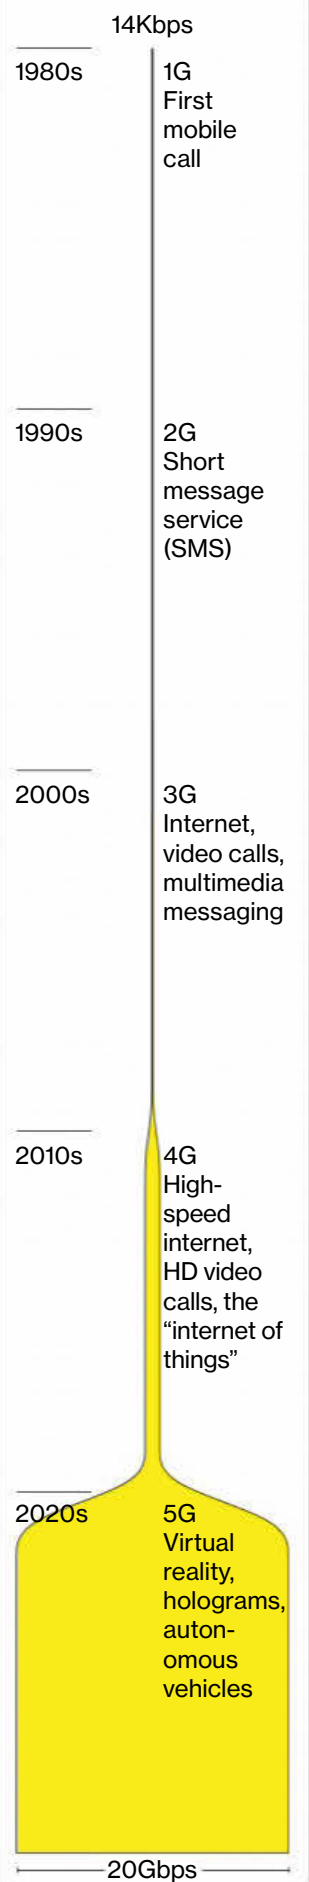 14Kbps
1980s
1G
First
mobile
call
1990s
2G
Short
message
service
(SMS)
2000s
3G
Internet,
video calls,
multimedia
messaging
2010s
4G
High-
speed
internet,
HD video
calls, the
“internet of
things”
2020s
5G
Virtual
reality,
holograms,
auton-
omous
vehicles
20Gbps